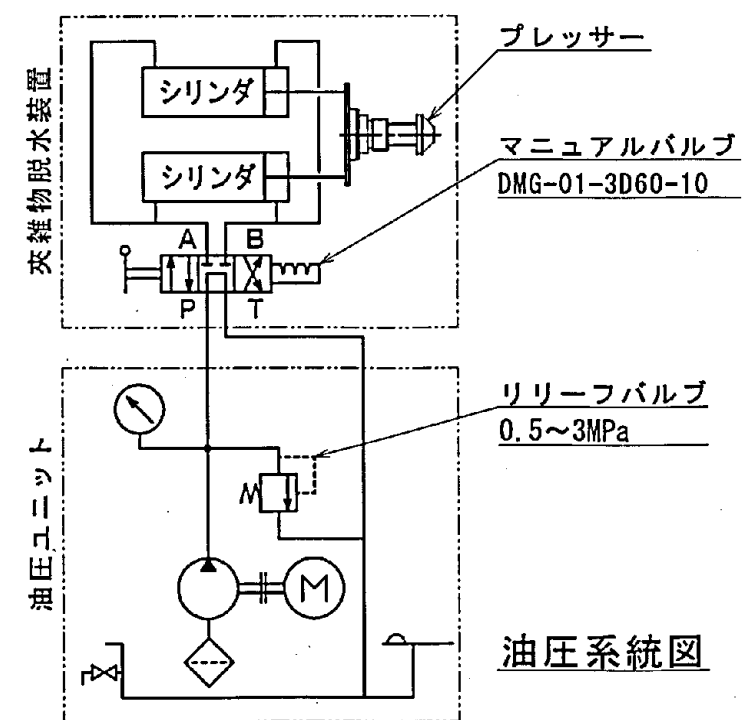 プレッサー
マニュアルバルブ
DMG-01-3D60-10
夾雑物脱水装置
シリンダ
シリンダ
A B
P T
リリーフバルブ
0.5～3MPa
油圧ユニット
M
油圧系統図